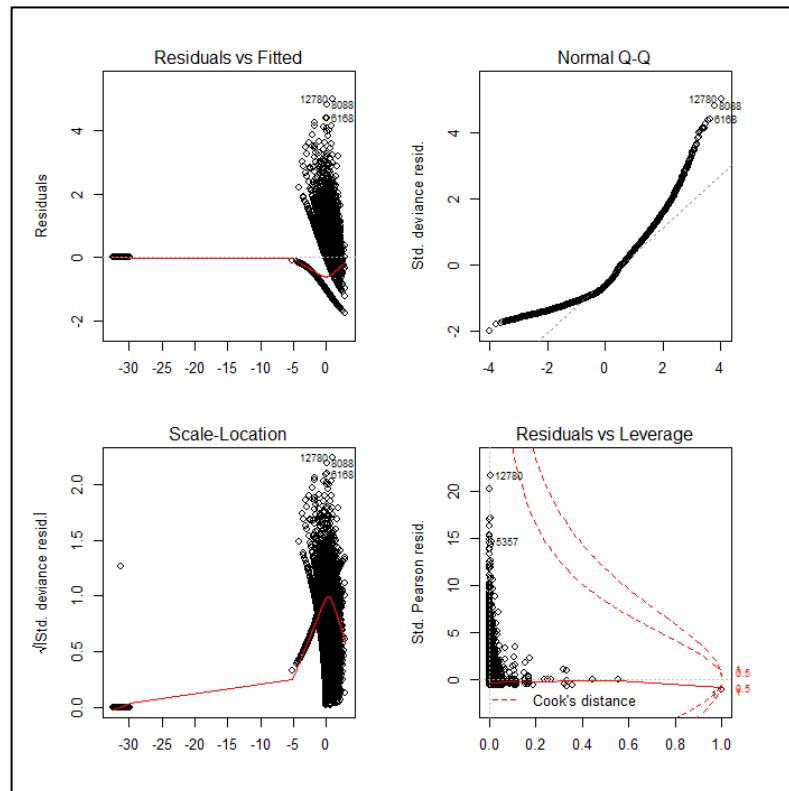 Residuals vs Fitted
Residuals
4
2
0
-2
12780
8088
6168
-30 -25 -20 -15 -10 -5 0
Normal Q-Q
Std. deviance resid.
4
2
0
-2
12780
8088
6168
-4 -2 0 2 4
Scale-Location
√|Std. deviance resid.|
2.0
1.5
1.0
0.5
0.0
12780
8088
6168
-30 -25 -20 -15 -10 -5 0
Residuals vs Leverage
Std. Pearson resid.
20
15
10
5
0
12780
5357
0.5
0.5
Cook's distance
0.0 0.2 0.4 0.6 0.8 1.0